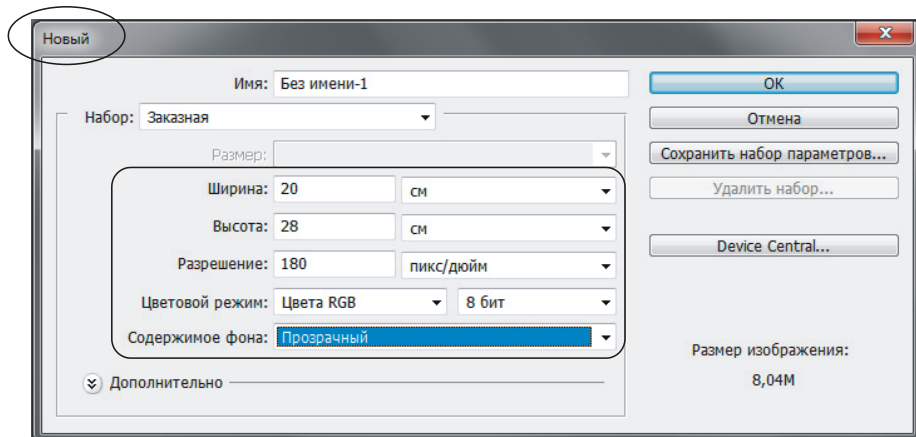 Новый
Имя: Без имени-1
OK
Набор: Заказная
Отмена
Размер:
Сохранить набор параметров...
Ширина: 20 см
Удалить набор...
Высота: 28 см
Device Central...
Разрешение: 180 пикс/дюйм
Цветовой режим: Цвета RGB 8 бит
Содержимое фона: Прозрачный
Размер изображения:
Дополнительно
8,04M